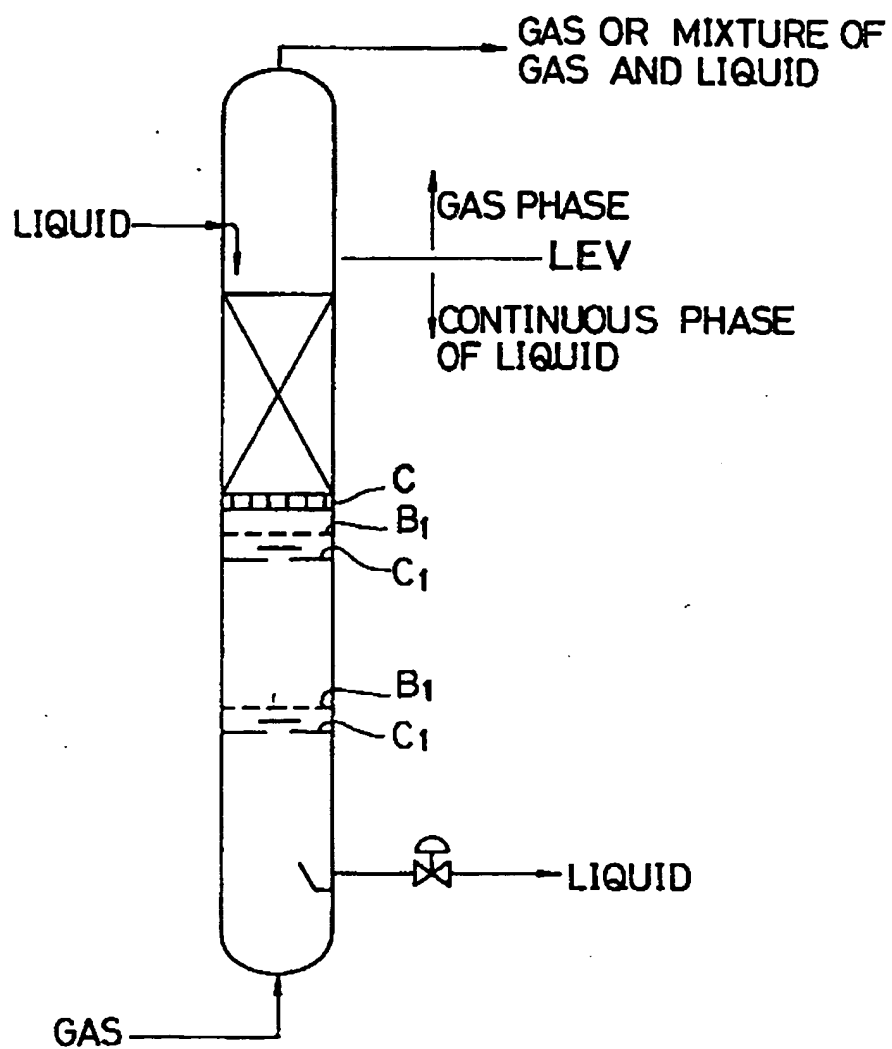 GAS OR MIXTURE OF
GAS AND LIQUID
LIQUID
GAS PHASE
LEV
CONTINUOUS PHASE
OF LIQUID
C
B1
C1
B1
C1
LIQUID
GAS